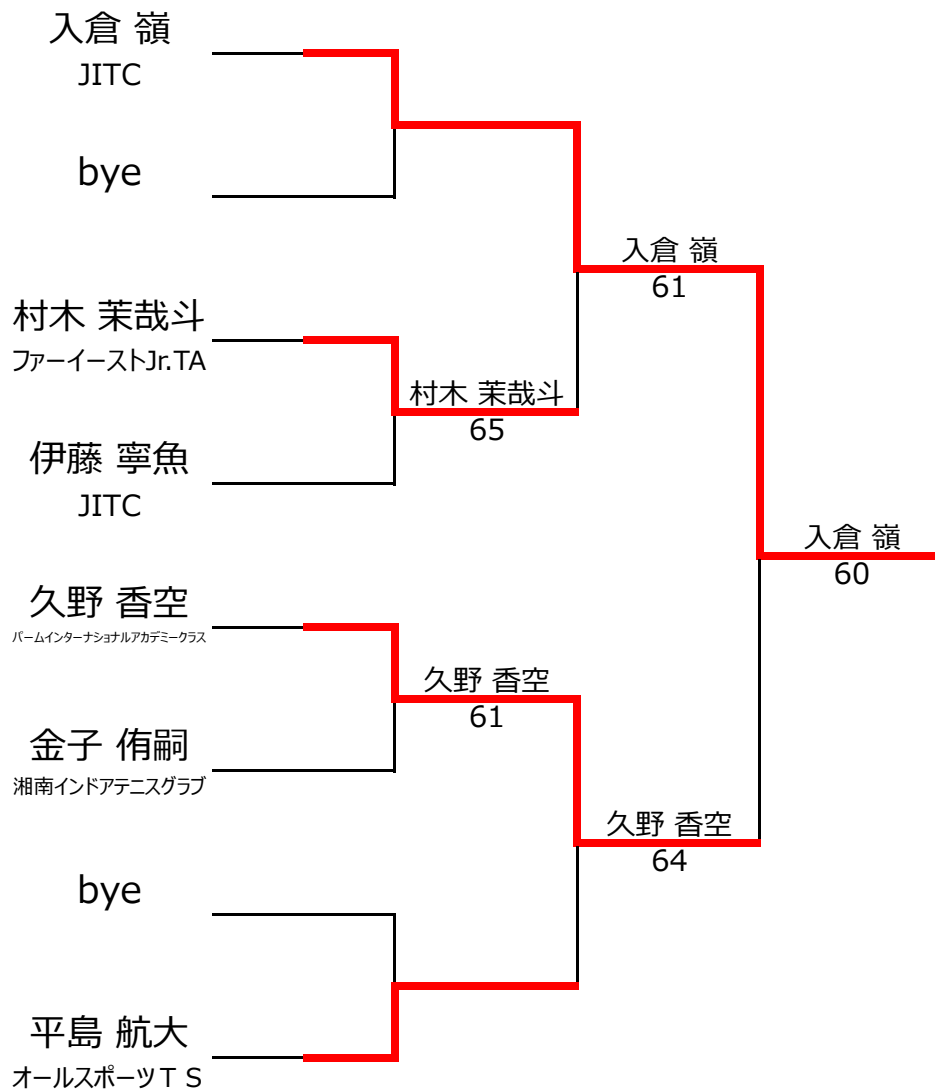 入倉 嶺
JITC
bye
村木 茉哉斗
ファーイーストJr.TA
伊藤 寧魚
JITC
久野 香空
パームインターナショナルアカデミークラス
金子 侑嗣
湘南インドアテニスグラブ
bye
平島 航大
オールスポーツＴＳ
村木 茉哉斗
65
久野 香空
61
入倉 嶺
61
久野 香空
64
入倉 嶺
60